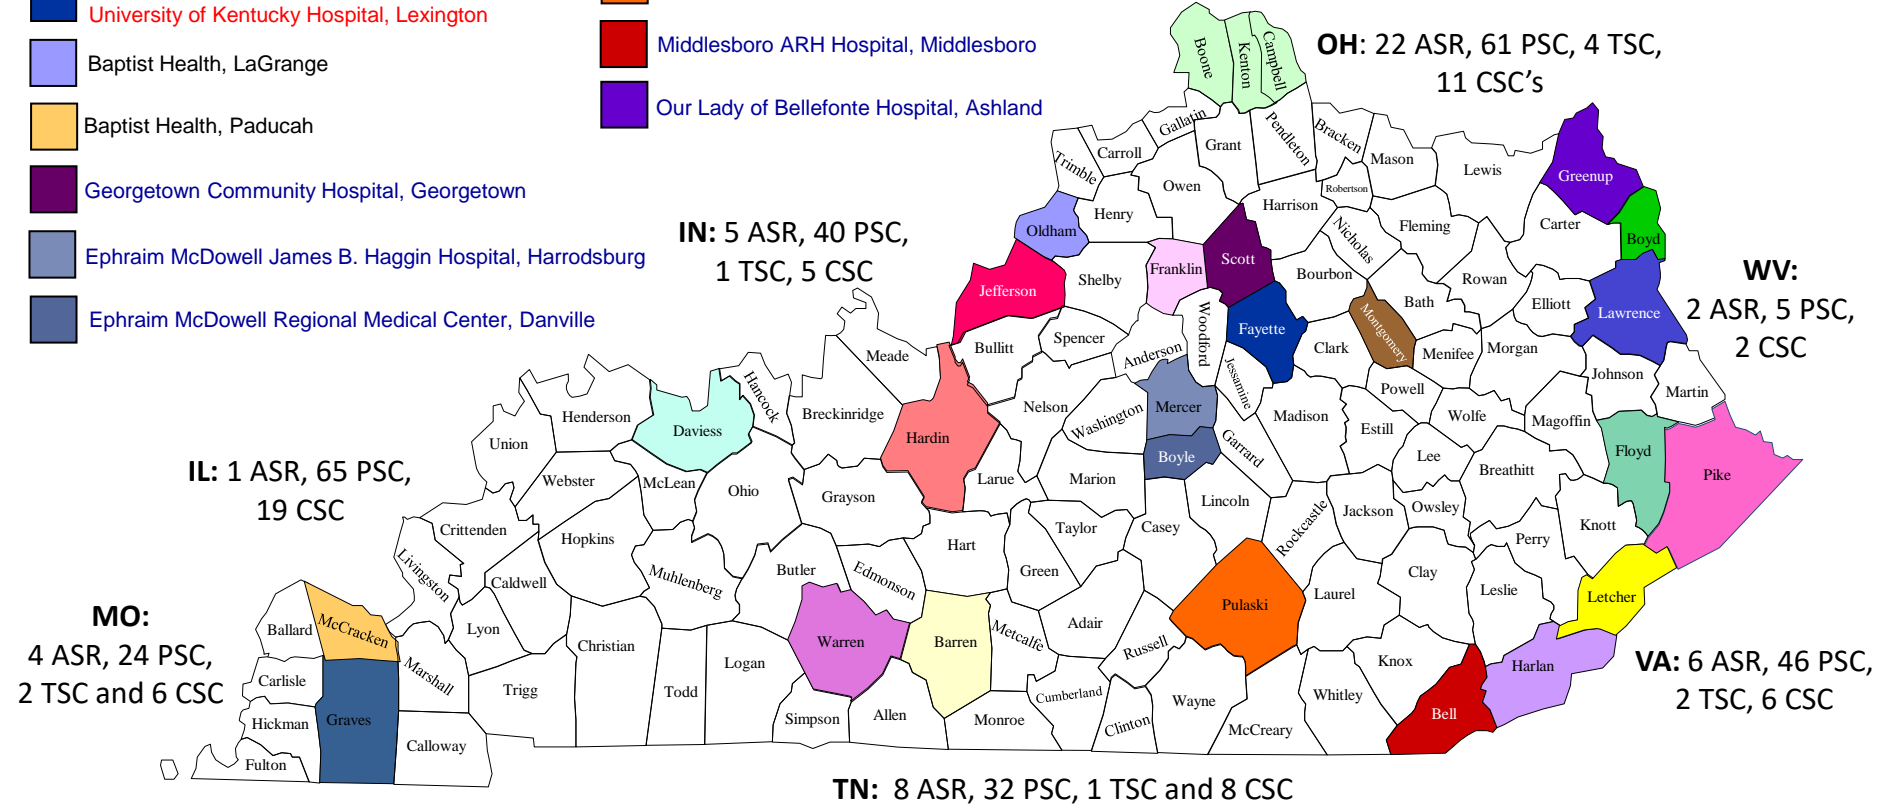 University of Kentucky Hospital, Lexington
Baptist Health, LaGrange
Baptist Health, Paducah
Georgetown Community Hospital, Georgetown
Ephraim McDowell James B. Haggin Hospital, Harrodsburg
Ephraim McDowell Regional Medical Center, Danville
Middlesboro ARH Hospital, Middlesboro
Our Lady of Bellefonte Hospital, Ashland
OH: 22 ASR, 61 PSC, 4 TSC,
11 CSC’s
IN: 5 ASR, 40 PSC,
1 TSC, 5 CSC
WV:
2 ASR, 5 PSC,
2 CSC
IL: 1 ASR, 65 PSC,
19 CSC
MO:
4 ASR, 24 PSC,
2 TSC and 6 CSC
VA: 6 ASR, 46 PSC,
2 TSC, 6 CSC
TN: 8 ASR, 32 PSC, 1 TSC and 8 CSC
Boone
Kenton
Campbell
Gallatin
Grant
Pendleton
Bracken
Mason
Lewis
Greenup
Trimble
Carroll
Owen
Robertson
Harrison
Henry
Oldham
Fleming
Carter
Boyd
Nicholas
Franklin
Scott
Bourbon
Rowan
Shelby
Jefferson
Bath
Elliott
Lawrence
Woodford
Fayette
Montgomery
Spencer
Bullitt
Anderson
Clark
Menifee
Morgan
Meade
Jessamine
Johnson
Martin
Powell
Hancock
Breckinridge
Nelson
Washington
Mercer
Madison
Estill
Wolfe
Magoffin
Henderson
Daviess
Union
Hardin
Boyle
Garrard
Lee
Breathitt
Floyd
Pike
Webster
McLean
Ohio
Grayson
Larue
Marion
Lincoln
Rockcastle
Jackson
Owsley
Knott
Crittenden
Hopkins
Hart
Taylor
Casey
Perry
Livingston
Caldwell
Muhlenberg
Butler
Edmonson
Green
Clay
Leslie
Letcher
Pulaski
Laurel
Ballard
McCracken
Lyon
Christian
Warren
Barren
Metcalfe
Adair
Russell
Knox
Harlan
Carlisle
Marshall
Trigg
Todd
Logan
Cumberland
Wayne
Whitley
Hickman
Graves
Simpson
Allen
Monroe
Clinton
McCreary
Bell
Fulton
Calloway